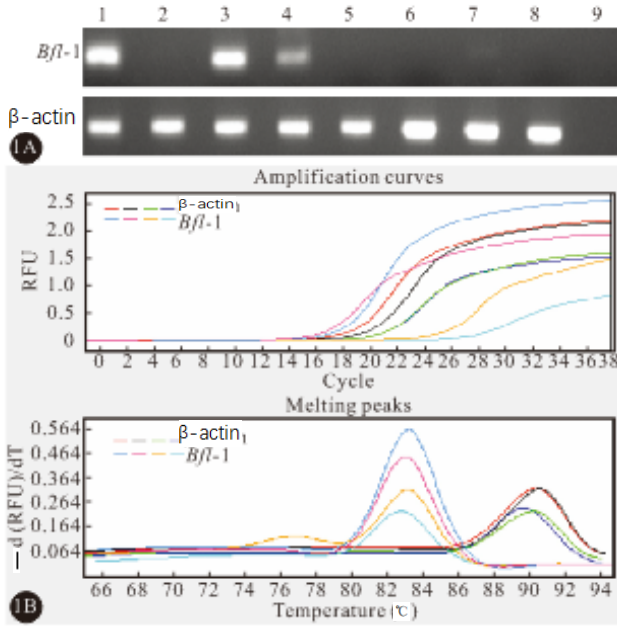 1 2 3 4 5 6 7 8 9
Bfl-1
β-actin
1A
Amplification curves
β-actin1
Bfl-1
2.5
2.0
1.5
1.0
0.5
0
RFU
0 2 4 6 8 10 12 14 16 18 20 22 24 26 28 30 32 34 36 38
Cycle
Melting peaks
β-actin1
Bfl-1
0.564
0.464
0.364
0.264
0.164
0.064
—d (RFU)/dT
66 68 70 72 74 76 78 80 82 84 86 88 90 92 94
Temperature (℃)
1B